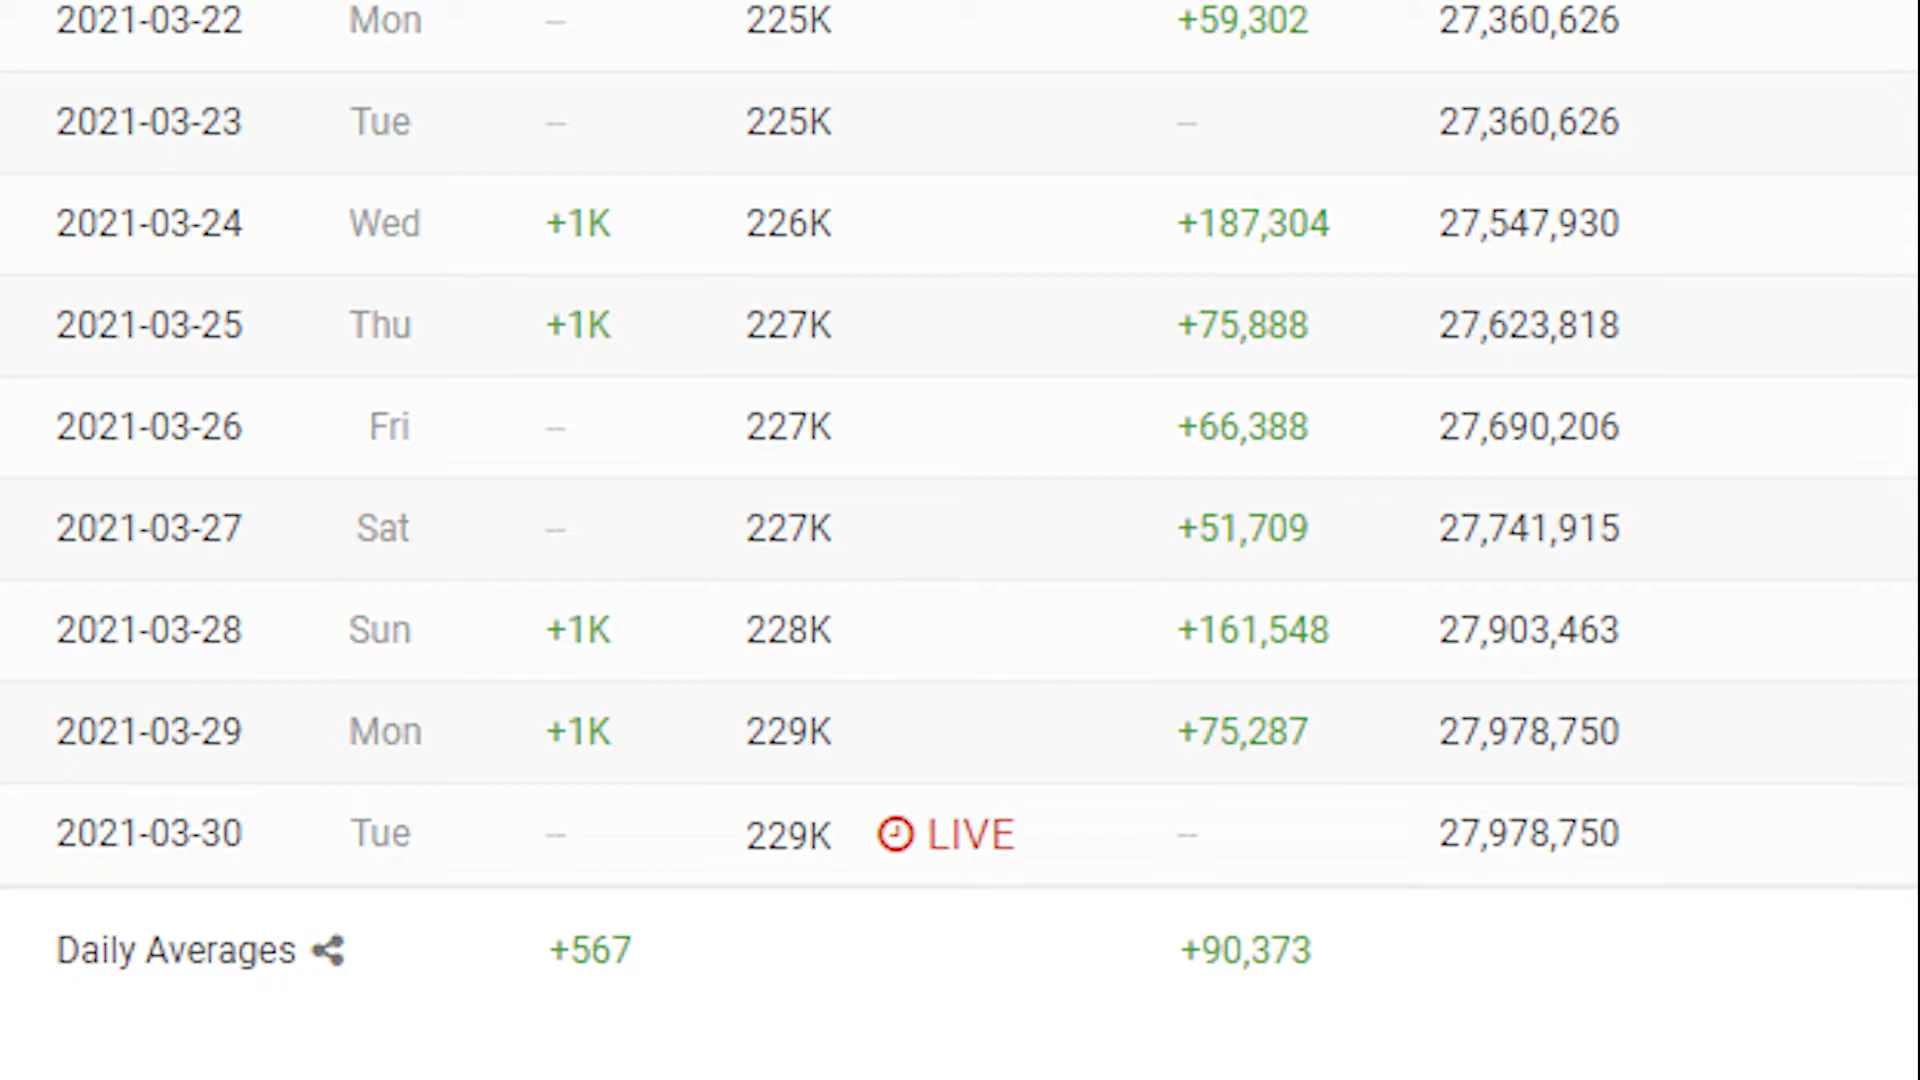 2021-03-22 Mon -- 225K +59,302 27,360,626
2021-03-23 Tue -- 225K -- 27,360,626
2021-03-24 Wed +1K 226K +187,304 27,547,930
2021-03-25 Thu +1K 227K +75,888 27,623,818
2021-03-26 Fri -- 227K +66,388 27,690,206
2021-03-27 Sat -- 227K +51,709 27,741,915
2021-03-28 Sun +1K 228K +161,548 27,903,463
2021-03-29 Mon +1K 229K +75,287 27,978,750
2021-03-30 Tue -- 229K LIVE -- 27,978,750
Daily Averages +567 +90,373